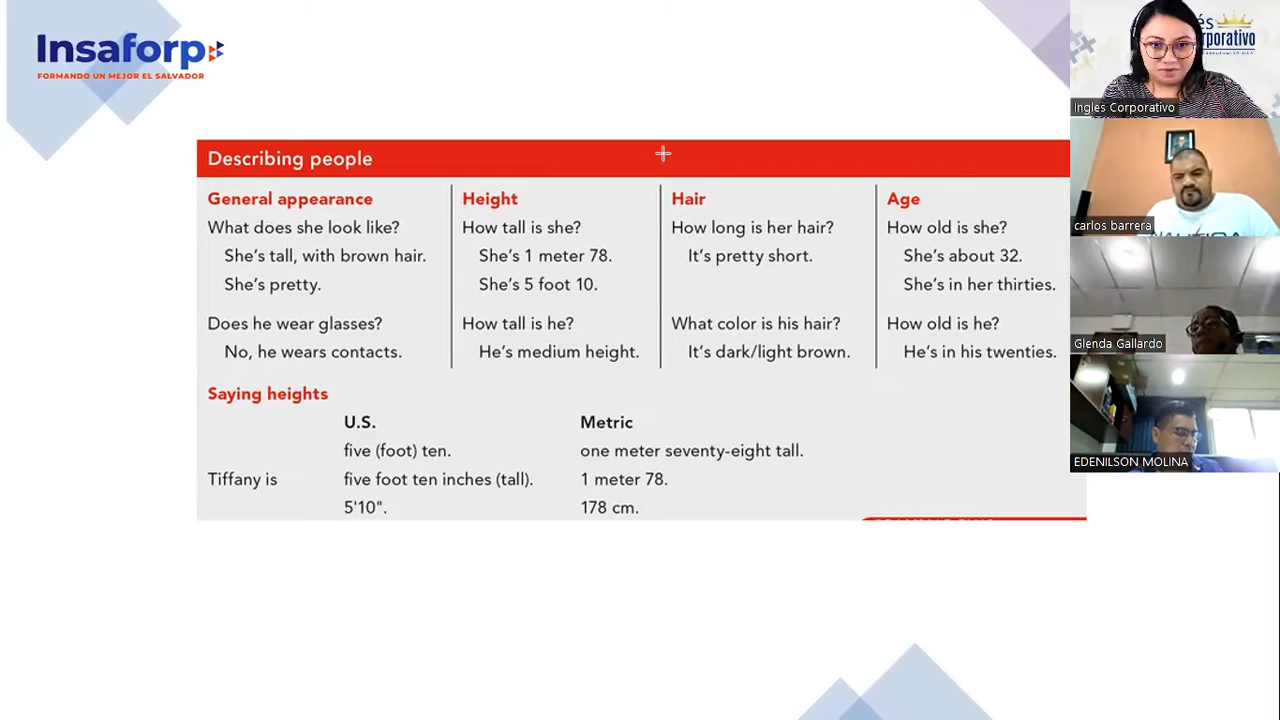 Insaforp
FORMANDO UN MEJOR EL SALVADOR
Describing people
General appearance
What does she look like?
She's tall, with brown hair.
She's pretty.
Does he wear glasses?
No, he wears contacts.
Height
How tall is she?
She's 1 meter 78.
She's 5 foot 10.
How tall is he?
He's medium height.
Hair
How long is her hair?
It's pretty short.
What color is his hair?
It's dark/light brown.
Age
How old is she?
She's about 32.
She's in her thirties.
How old is he?
He's in his twenties.
Saying heights
U.S. Metric
five (foot) ten. one meter seventy-eight tall.
Tiffany is five foot ten inches (tall). 1 meter 78.
5'10". 178 cm.
Ingles Corporativo
carlos barrera
Glenda Gallardo
EDENILSON MOLINA